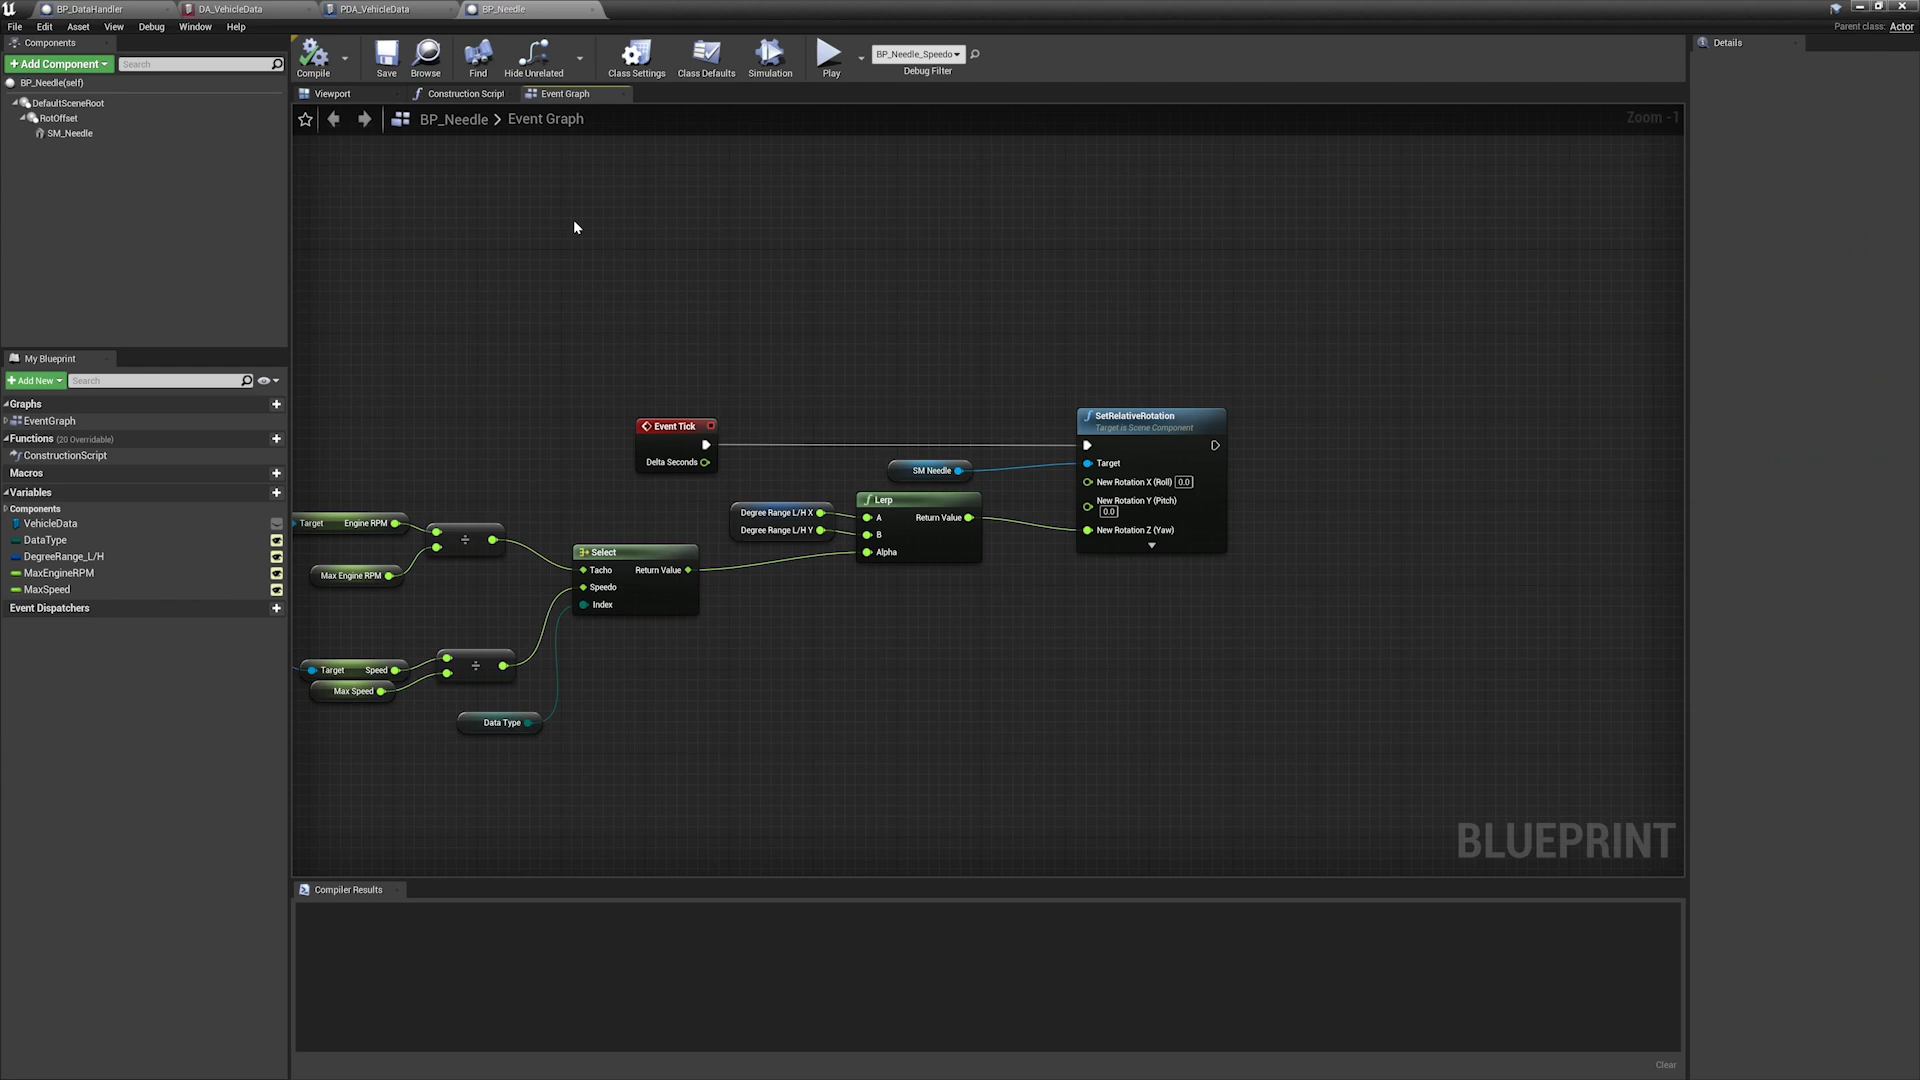 BP_DataHandler
DA_VehicleData
PDA_VehicleData
BP_Needle
File Edit Asset View Debug Window Help
Parent class: Actor
Components
Add Component
Search
BP_Needle(self)
DefaultSceneRoot
RotOffset
SM_Needle
Compile
Save
Browse
Find
Hide Unrelated
Class Settings
Class Defaults
Simulation
Play
BP_Needle_Speedo
Debug Filter
Details
Viewport
Construction Script
Event Graph
BP_Needle > Event Graph
Zoom -1
My Blueprint
Add New
Search
Graphs
EventGraph
Functions (20 Overridable)
ConstructionScript
Macros
Variables
Components
VehicleData
DataType
DegreeRange_L/H
MaxEngineRPM
MaxSpeed
Event Dispatchers
Event Tick
Delta Seconds
SetRelativeRotation
Target is Scene Component
Target
New Rotation X (Roll) 0.0
New Rotation Y (Pitch)
0.0
New Rotation Z (Yaw)
SM Needle
Degree Range L/H X
Degree Range L/H Y
Lerp
A Return Value
B
Alpha
Target Engine RPM
÷
Max Engine RPM
Select
Tacho Return Value
Speedo
Index
Target Speed
÷
Max Speed
Data Type
BLUEPRINT
Compiler Results
Clear